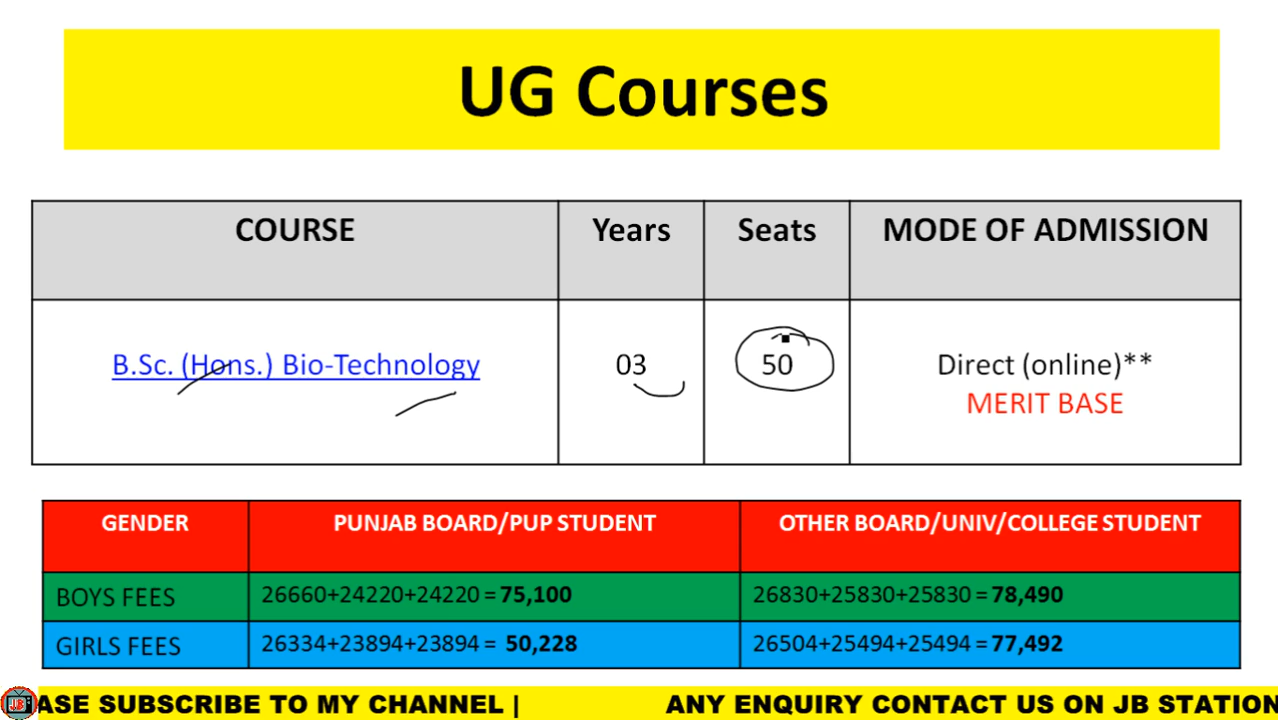 UG Courses
COURSE Years Seats MODE OF ADMISSION
B.Sc. (Hons.) Bio-Technology 03 50 Direct (online)**
MERIT BASE
GENDER PUNJAB BOARD/PUP STUDENT OTHER BOARD/UNIV/COLLEGE STUDENT
BOYS FEES 26660+24220+24220 = 75,100 26830+25830+25830 = 78,490
GIRLS FEES 26334+23894+23894 = 50,228 26504+25494+25494 = 77,492
JB ASE SUBSCRIBE TO MY CHANNEL | ANY ENQUIRY CONTACT US ON JB STATION